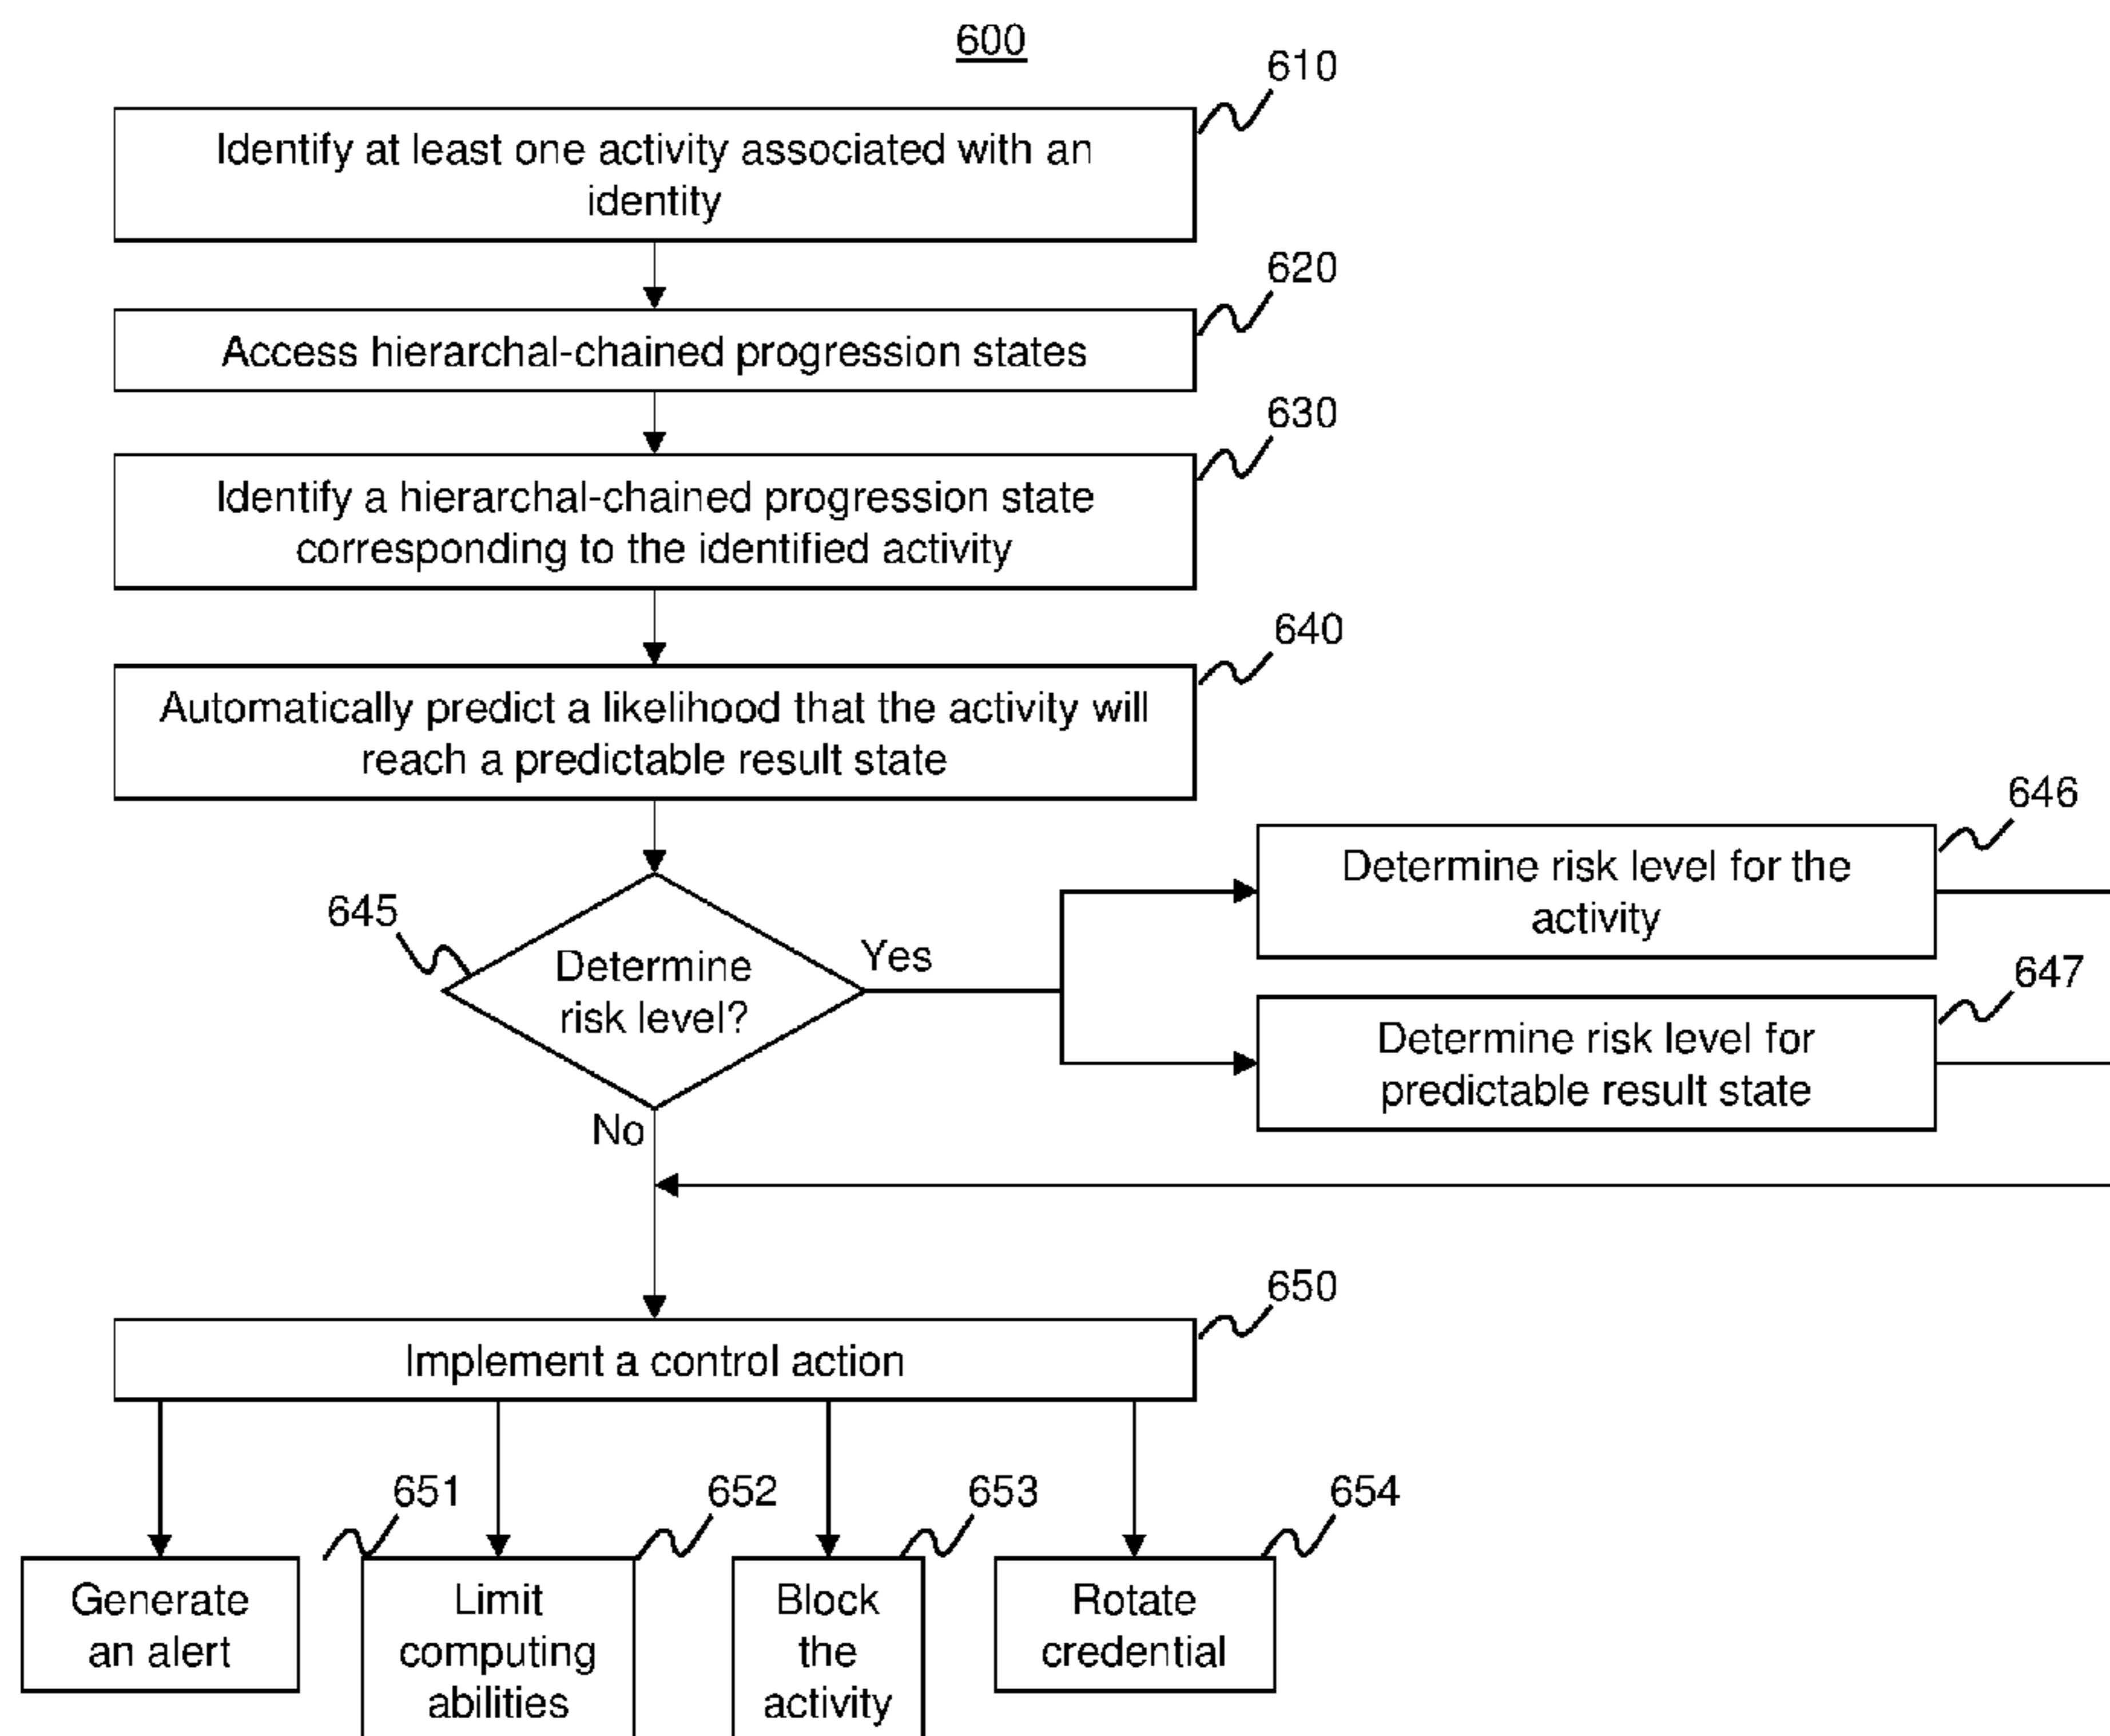 600
610
Identify at least one activity associated with an
identity
620
Access hierarchal-chained progression states
630
Identify a hierarchal-chained progression state
corresponding to the identified activity
640
Automatically predict a likelihood that the activity will
reach a predictable result state
645
Determine
risk level?
Yes
No
646
Determine risk level for the
activity
647
Determine risk level for
predictable result state
650
Implement a control action
651
Generate
an alert
652
Limit
computing
abilities
653
Block
the
activity
654
Rotate
credential